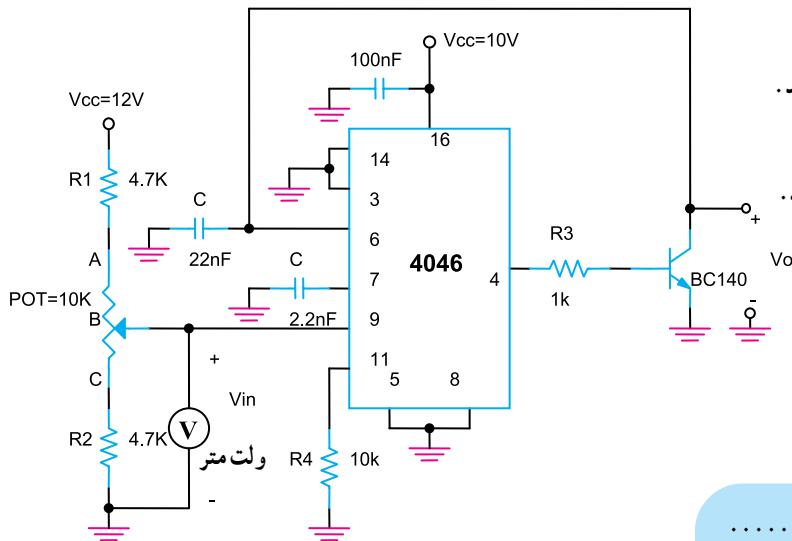 Vcc=10V
100nF
Vcc=12V
16
14
R1 4.7K
3
C
R3
+
6
22nF
4046
A
C
7
4
Vo
BC140
POT=10K
B
2.2nF
9
1k
-
11
+
C
Vin
5 8
R2 4.7K
V
ولت متر
R4 10k
-
......